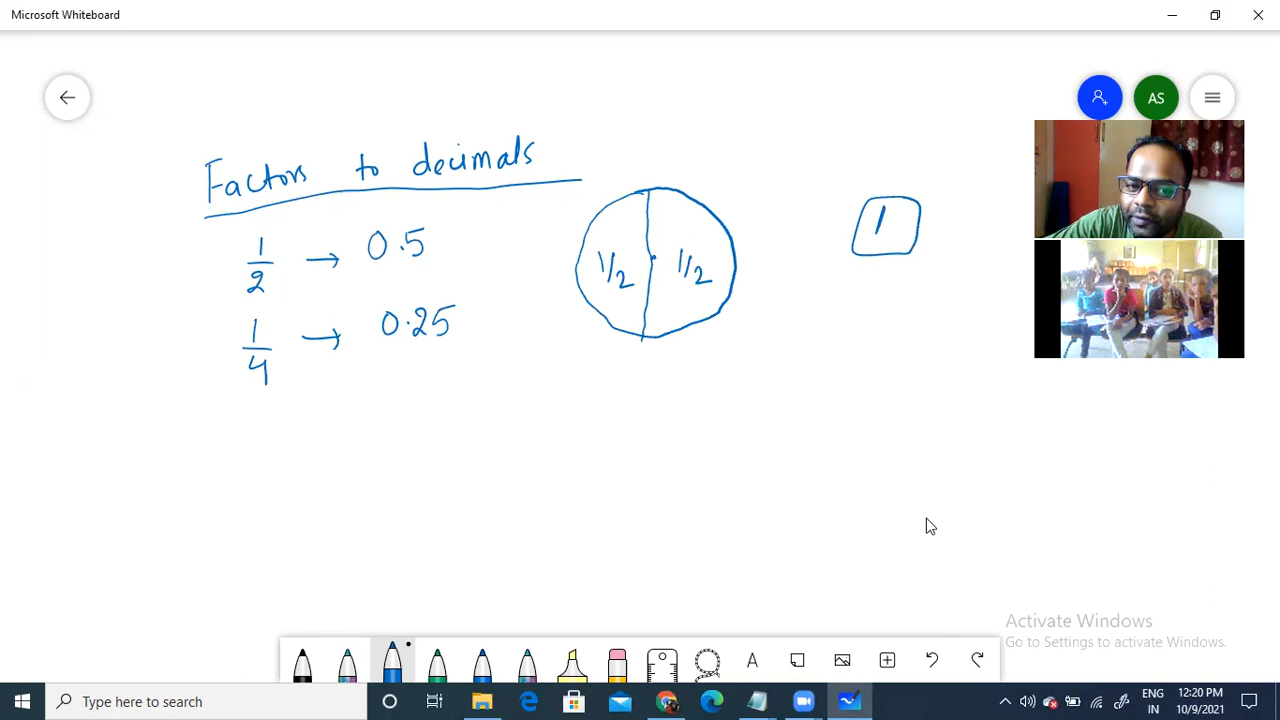 Microsoft Whiteboard
AS
Factors to decimals
1/2 → 0.5
1/4 → 0.25
1/2 1/2
1
Activate Windows
Go to Settings to activate Windows.
A
Type here to search
ENG
IN
12:20 PM
10/9/2021